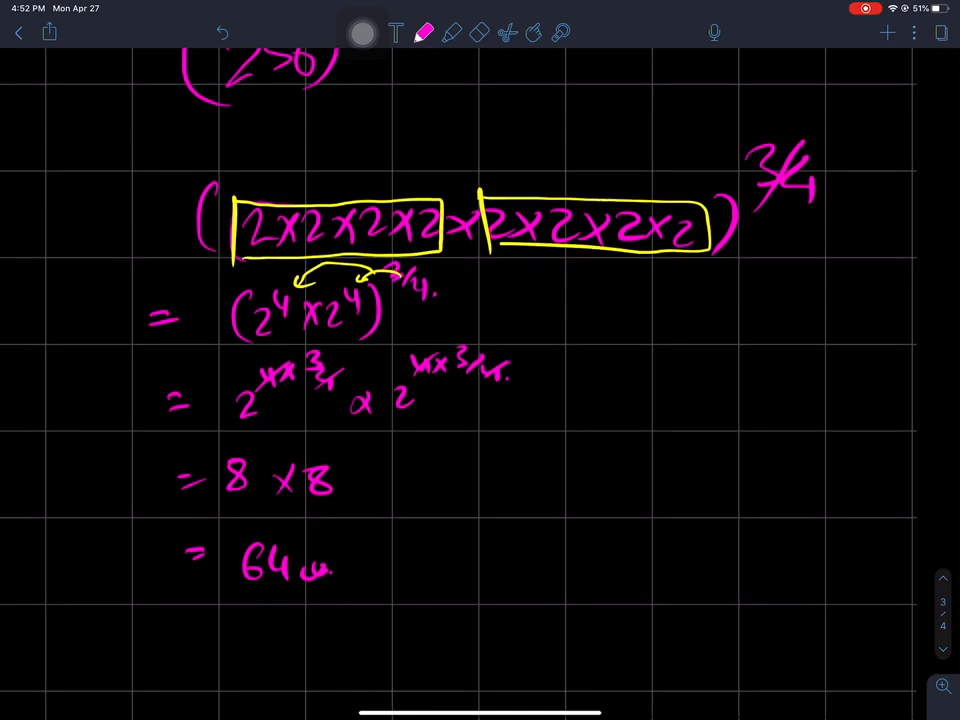 4:52 PM Mon Apr 27 51%
T
(256)
(2×2×2×2×2×2×2×2)^3/4
= (2^4 × 2^4)^3/4.
= 2^4×3/4 × 2^4×3/4.
= 8 × 8
= 64
3
/
4